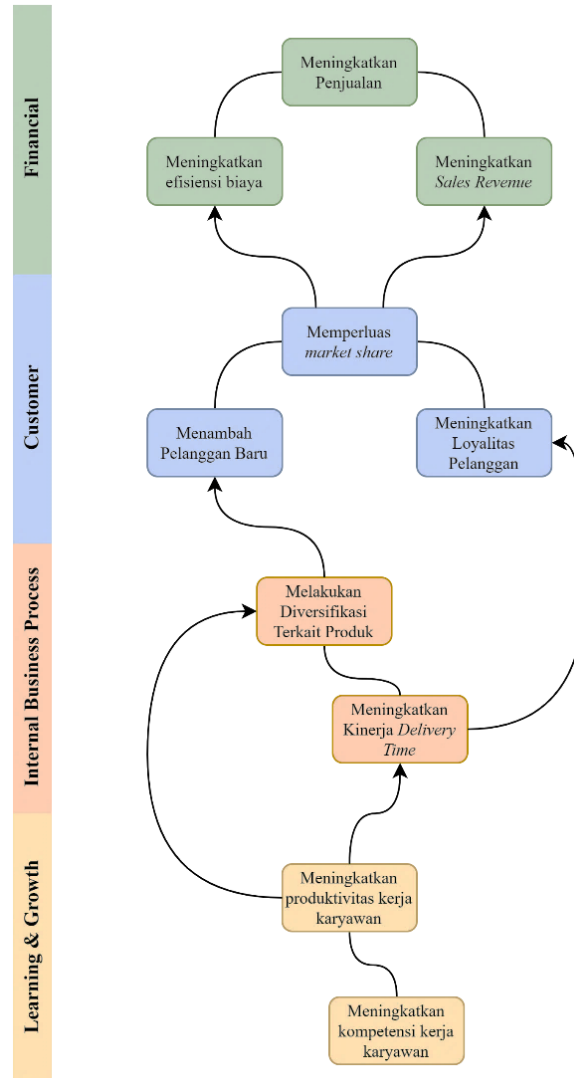 Financial
Meningkatkan
Penjualan
Meningkatkan
efisiensi biaya
Meningkatkan
Sales Revenue
Customer
Memperluas
market share
Menambah
Pelanggan Baru
Meningkatkan
Loyalitas
Pelanggan
Internal Business Process
Melakukan
Diversifikasi
Terkait Produk
Meningkatkan
Kinerja Delivery
Time
Learning & Growth
Meningkatkan
produktivitas kerja
karyawan
Meningkatkan
kompetensi kerja
karyawan